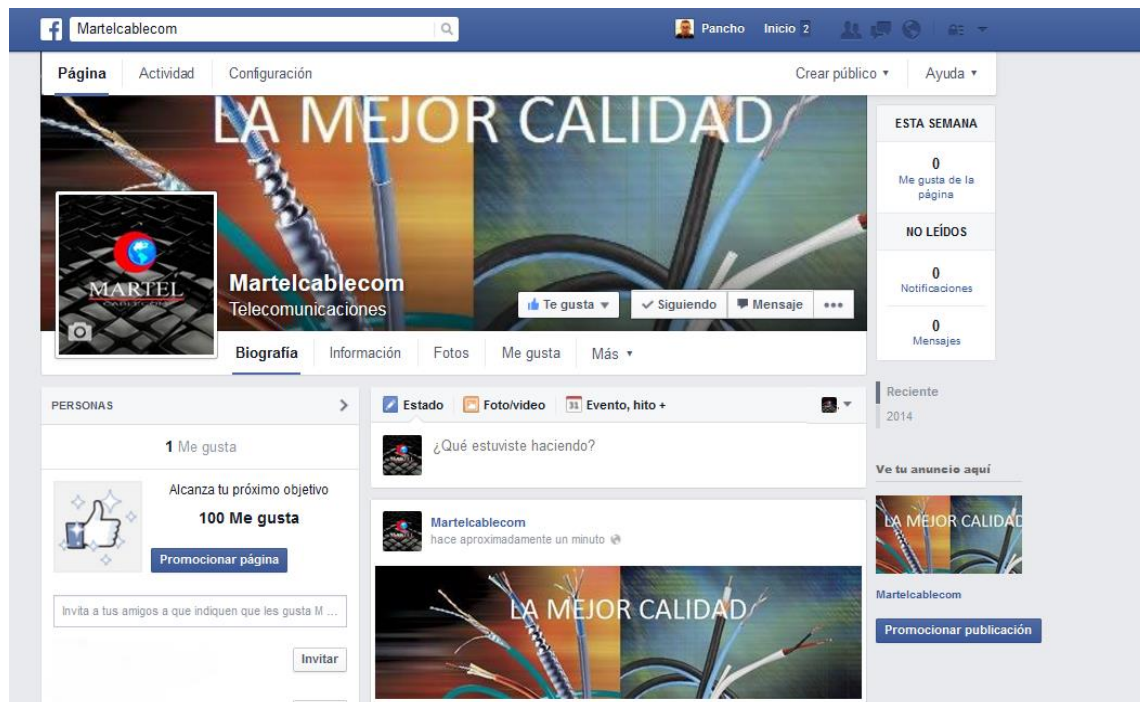 Martelcablecom
Pancho Inicio 2
Página Actividad Configuración Crear público Ayuda
LA MEJOR CALIDAD
MARTEL
CABLECOM
Martelcablecom
Telecomunicaciones
Te gusta Siguiendo Mensaje
Biografía Información Fotos Me gusta Más
ESTA SEMANA
0
Me gusta de la
página
NO LEÍDOS
0
Notificaciones
0
Mensajes
Reciente
2014
PERSONAS
1 Me gusta
Alcanza tu próximo objetivo
100 Me gusta
Promocionar página
Invita a tus amigos a que indiquen que les gusta M ...
Invitar
Estado Foto/video 31 Evento, hito +
¿Qué estuviste haciendo?
Martelcablecom
hace aproximadamente un minuto
LA MEJOR CALIDAD
Ve tu anuncio aquí
LA MEJOR CALIDAD
Martelcablecom
Promocionar publicación